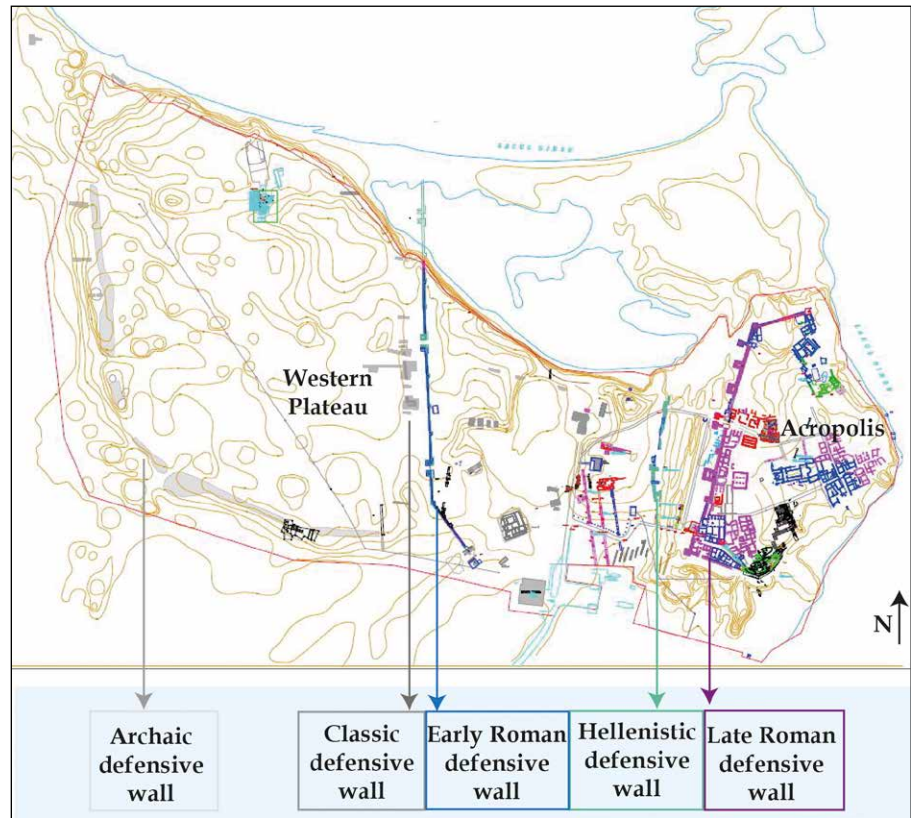 Western
Plateau
Acropolis
N
Archaic
defensive
wall
Classic
defensive
wall
Early Roman
defensive
wall
Hellenistic
defensive
wall
Late Roman
defensive
wall